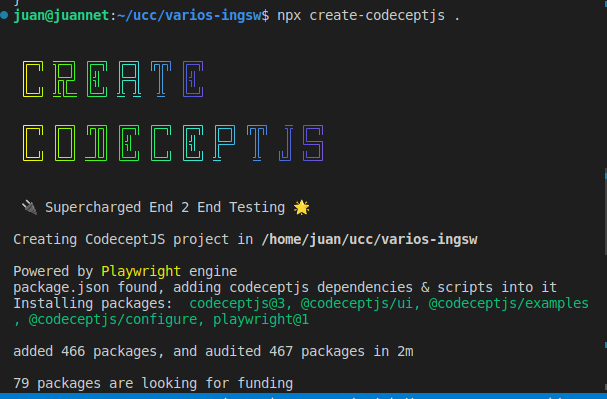 juan@juannet:~/ucc/varios-ingsw$ npx create-codeceptjs .
CREATE
CODECEPTJS
🔌 Supercharged End 2 End Testing 🌟
Creating CodeceptJS project in /home/juan/ucc/varios-ingsw
Powered by Playwright engine
package.json found, adding codeceptjs dependencies & scripts into it
Installing packages:  codeceptjs@3, @codeceptjs/ui, @codeceptjs/examples
, @codeceptjs/configure, playwright@1
added 466 packages, and audited 467 packages in 2m
79 packages are looking for funding